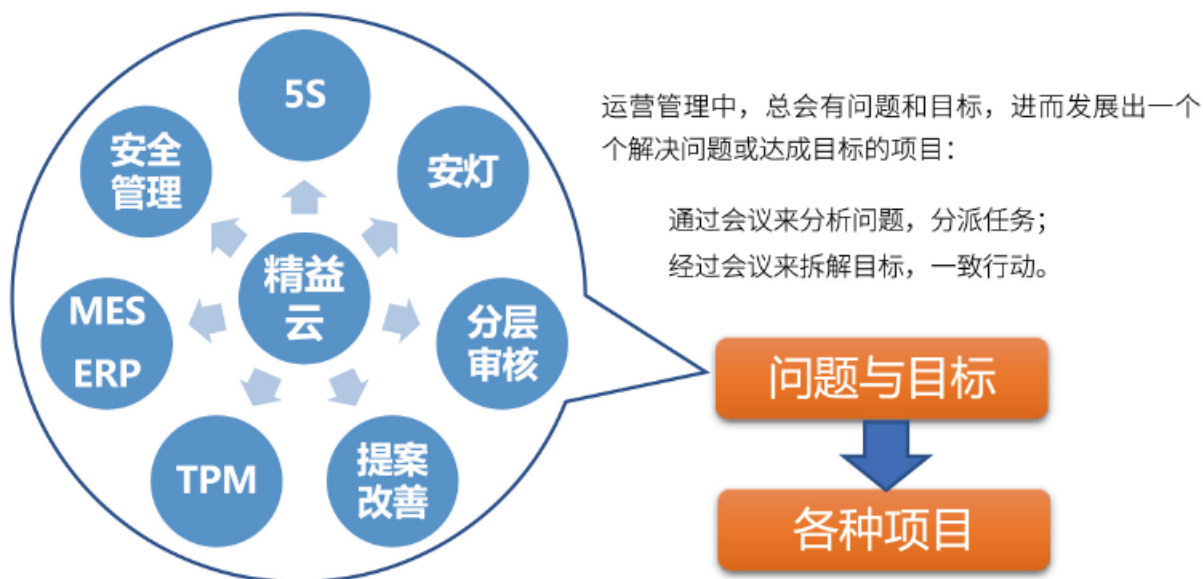 5S
安灯
分层
审核
提案
改善
TPM
MES
ERP
安全
管理
精益
云
运营管理中，总会有问题和目标，进而发展出一个
个解决问题或达成目标的项目：
通过会议来分析问题，分派任务；
经过会议来拆解目标，一致行动。
问题与目标
各种项目